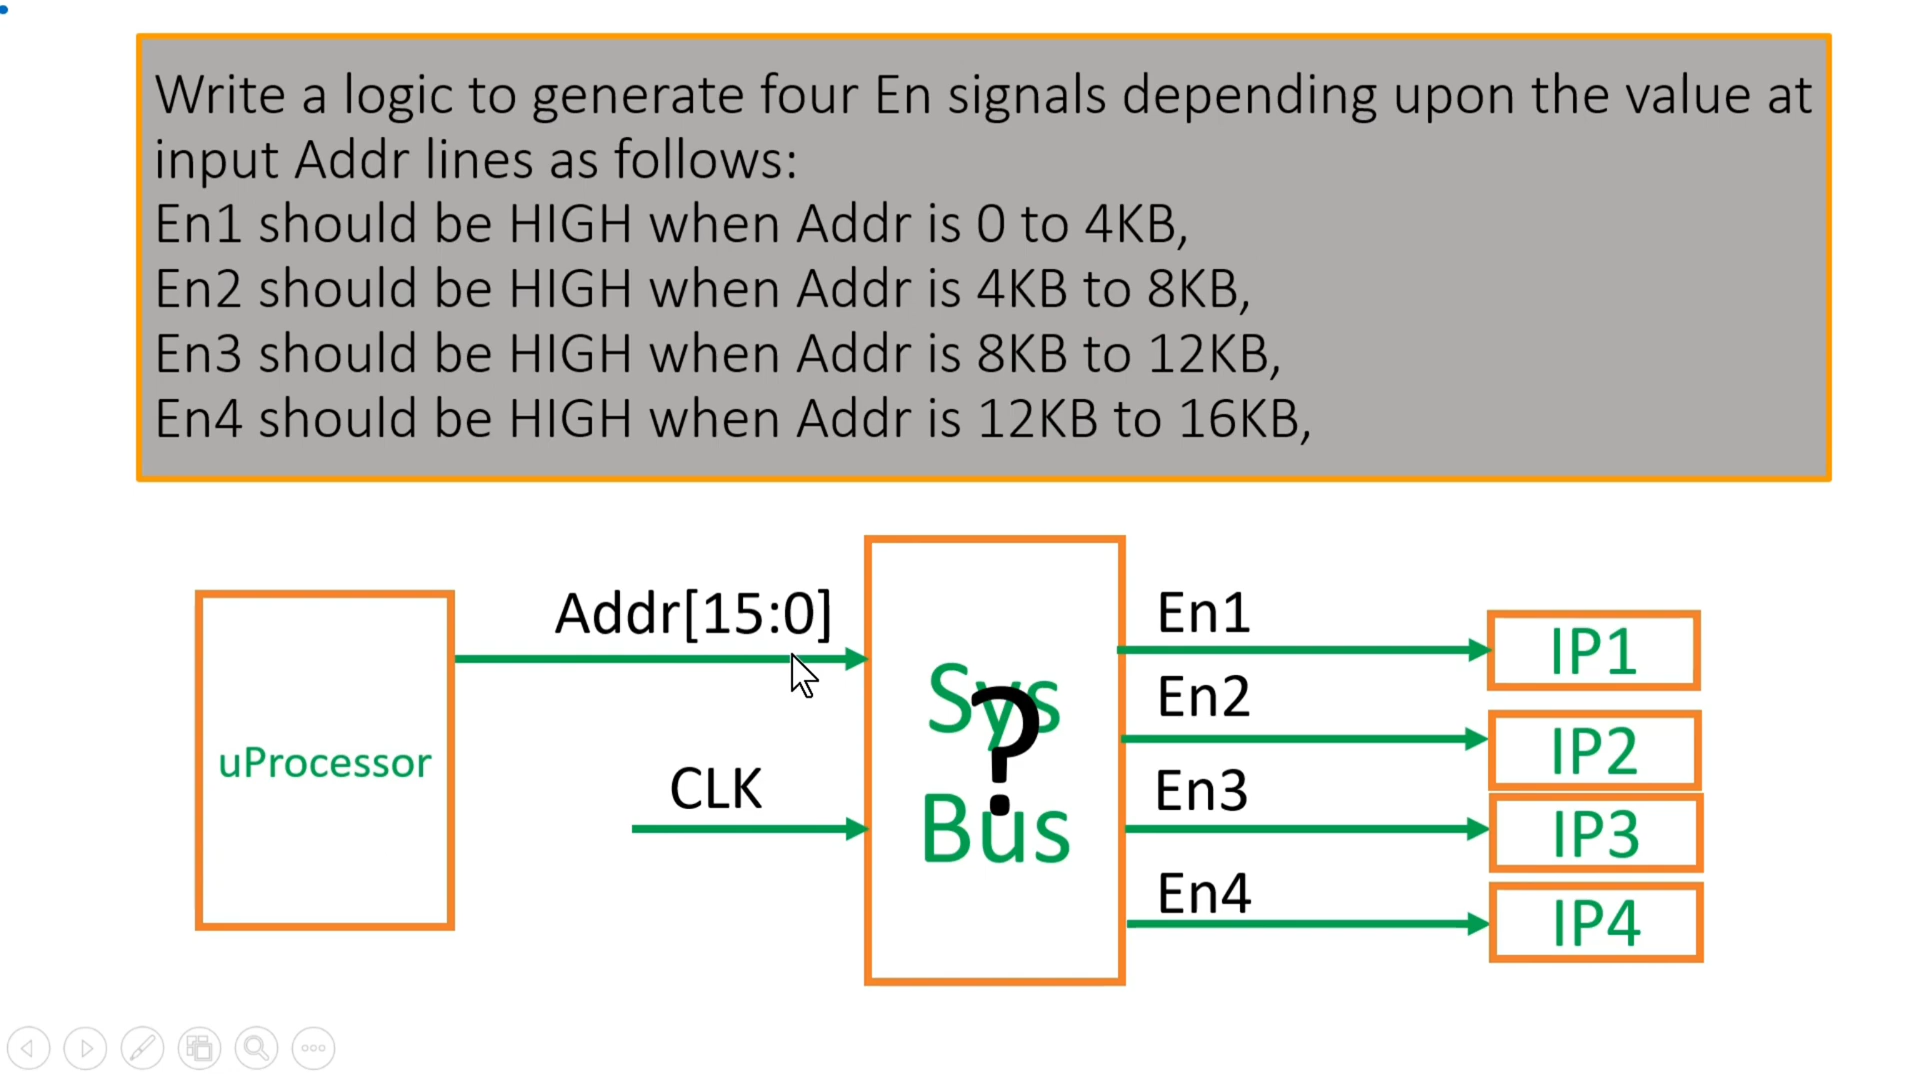 Write a logic to generate four En signals depending upon the value at
input Addr lines as follows:
En1 should be HIGH when Addr is 0 to 4KB,
En2 should be HIGH when Addr is 4KB to 8KB,
En3 should be HIGH when Addr is 8KB to 12KB,
En4 should be HIGH when Addr is 12KB to 16KB,
uProcessor
Addr[15:0]
CLK
Sys
?
Bus
En1
En2
En3
En4
IP1
IP2
IP3
IP4